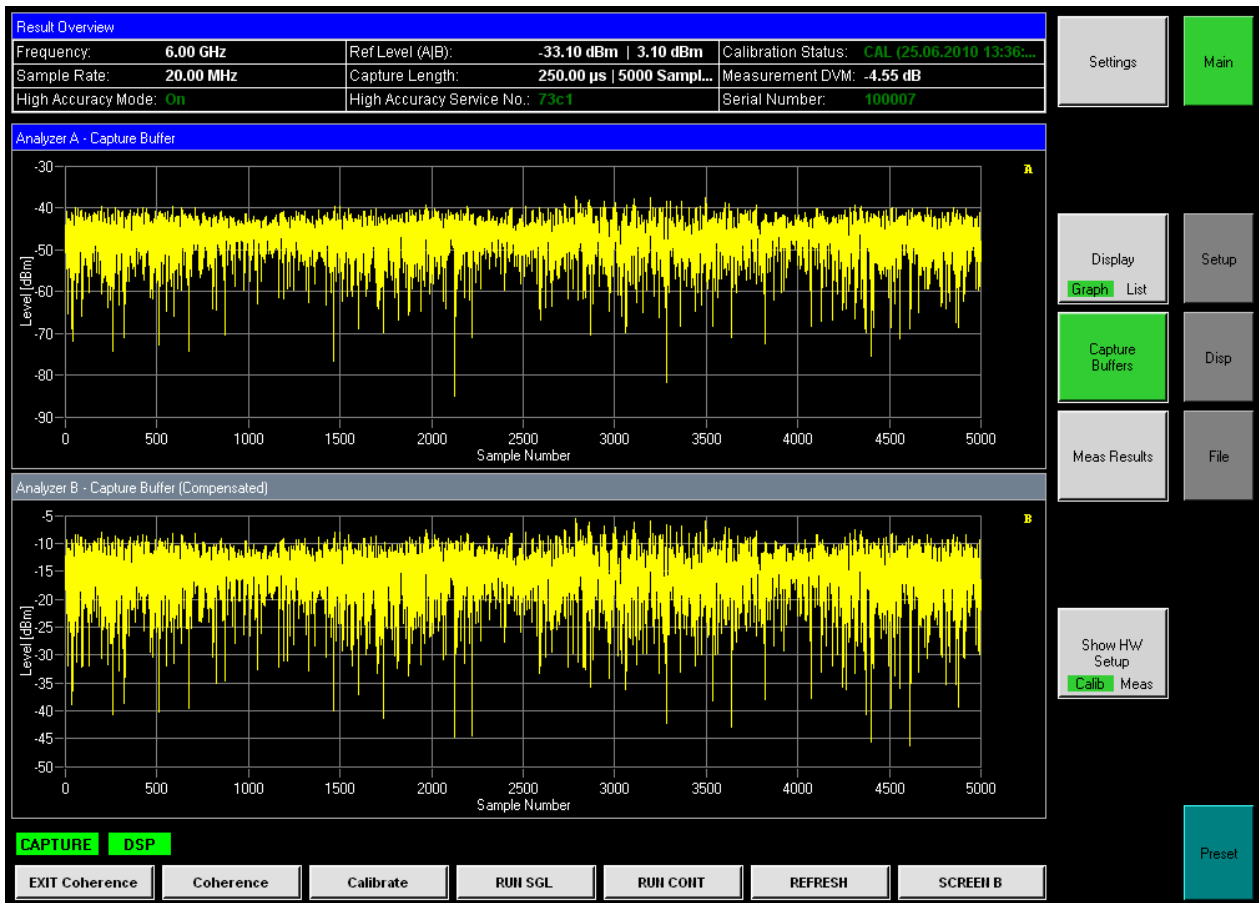 Result Overview
Frequency: 6.00 GHz Ref Level (A|B): -33.10 dBm | 3.10 dBm Calibration Status: CAL (25.06.2010 13:36:...
Sample Rate: 20.00 MHz Capture Length: 250.00 µs | 5000 Sampl... Measurement DVM: -4.55 dB
High Accuracy Mode: On High Accuracy Service No.: 73c1 Serial Number: 100007
Analyzer A - Capture Buffer
A
-30
-40
-50
-60
-70
-80
-90
Level [dBm]
0 500 1000 1500 2000 2500 3000 3500 4000 4500 5000
Sample Number
Analyzer B - Capture Buffer (Compensated)
B
-5
-10
-15
-20
-25
-30
-35
-40
-45
-50
Level [dBm]
0 500 1000 1500 2000 2500 3000 3500 4000 4500 5000
Sample Number
CAPTURE DSP
EXIT Coherence Coherence Calibrate RUN SGL RUN CONT REFRESH SCREEN B
Settings
Main
Display
Graph List
Setup
Capture
Buffers
Disp
Meas Results
File
Show HW
Setup
Calib Meas
Preset